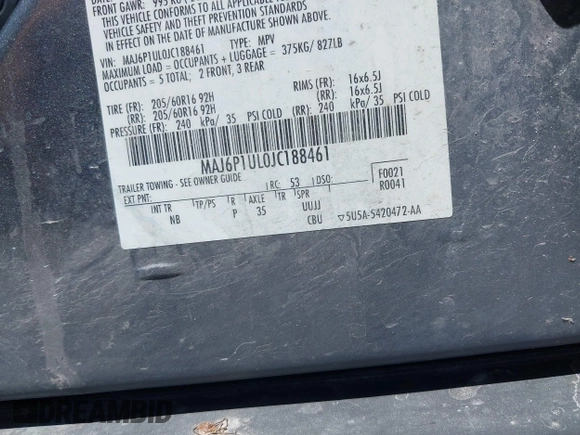 FRONT GAWR: 995 KG
THIS VEHICLE CONFORMS TO ALL APPLICABLE
VEHICLE SAFETY AND THEFT PREVENTION STANDARDS
IN EFFECT ON THE DATE OF MANUFACTURE SHOWN
VIN: MAJ6P1UL0JC188461 TYPE: MPV
MAXIMUM LOAD = OCCUPANTS + LUGGAGE = 375KG/ 827LB
OCCUPANTS = 5 TOTAL; 2 FRONT, 3 REAR
TIRE (FR): 205/60R16 92H RIMS (FR): 16x6.5J
(RR): 205/60R16 92H (RR): 16x6.5J
PRESSURE (FR): 240 kPa/ 35 PSI COLD (RR): 240 kPa/ 35 PSI COLD
MAJ6P1UL0JC188461
TRAILER TOWING - SEE OWNER GUIDE
EXT PNT: RC: 53 DSO: F0021
R0041
INT TR TP/PS R AXLE TR SPR
NB P 35 UUJJ
CBU ▽5U5A-5420472-AA
DREAMBID